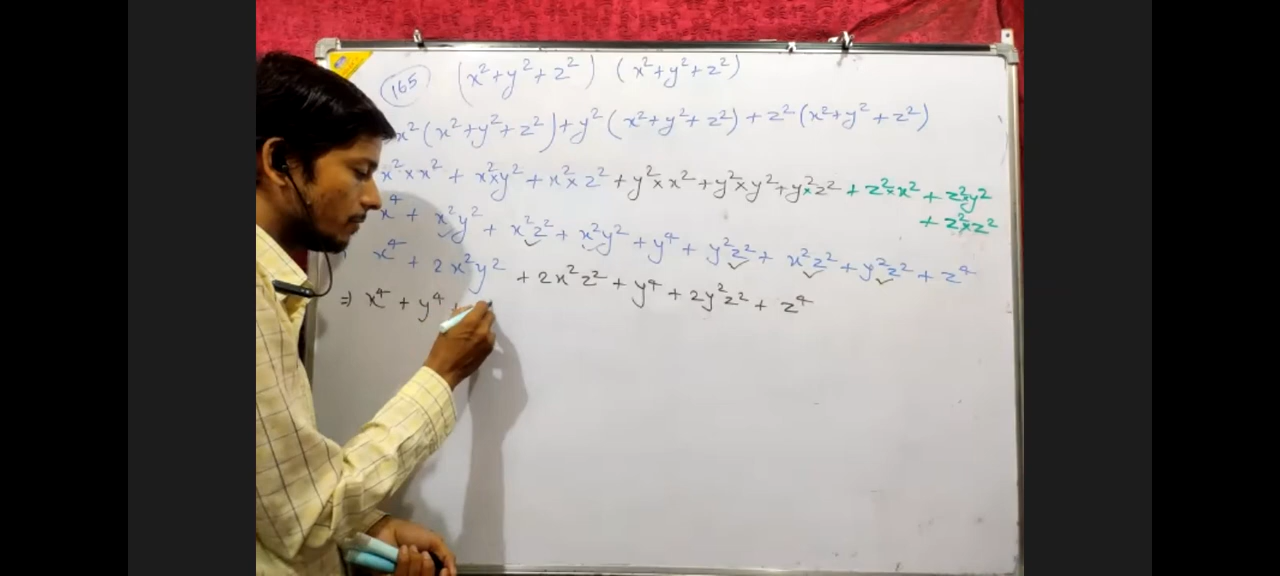 165 (x²+y²+z²) (x²+y²+z²)
x²(x²+y²+z²)+y²(x²+y²+z²)+z²(x²+y²+z²)
x²×x² + x²×y² + x²×z² + y²×x² + y²×y² + y²×z² + z²×x² + z²×y²
+ z²×z²
x⁴ + x²y² + x²z² + x²y² + y⁴ + y²z² + x²z² + y²z² + z⁴
x⁴ + 2x²y² + 2x²z² + y⁴ + 2y²z² + z⁴
⇒ x⁴ + y⁴ +